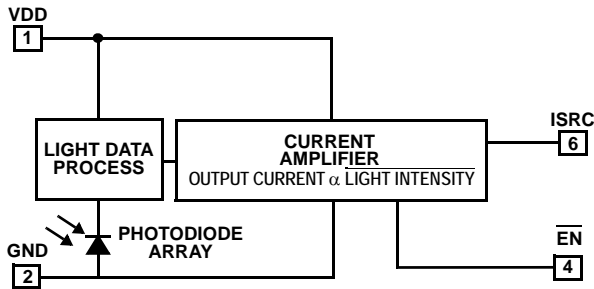 VDD
1
LIGHT DATA
PROCESS
CURRENT
AMPLIFIER
OUTPUT CURRENT α LIGHT INTENSITY
ISRC
6
PHOTODIODE
ARRAY
GND
2
EN
4